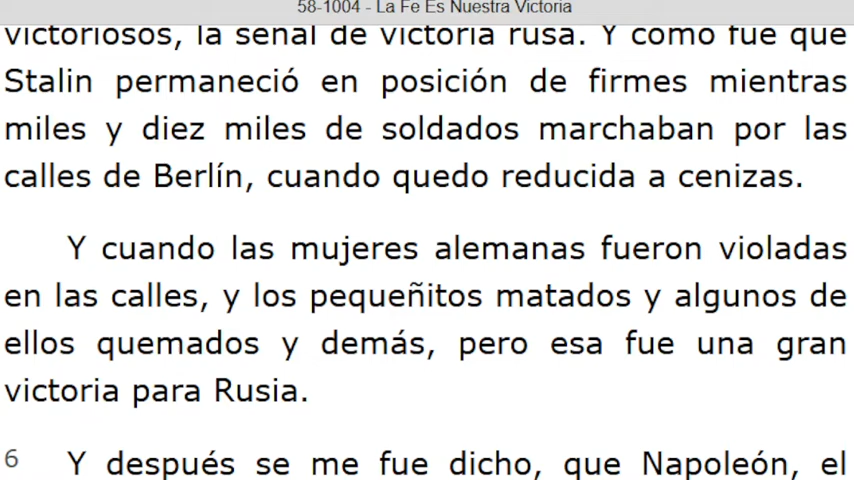 58-1004 - La Fe Es Nuestra Victoria
victoriosos, la señal de victoria rusa. Y como fue que
Stalin permaneció en posición de firmes mientras
miles y diez miles de soldados marchaban por las
calles de Berlín, cuando quedo reducida a cenizas.
Y cuando las mujeres alemanas fueron violadas
en las calles, y los pequeñitos matados y algunos de
ellos quemados y demás, pero esa fue una gran
victoria para Rusia.
6 Y después se me fue dicho, que Napoleón, el